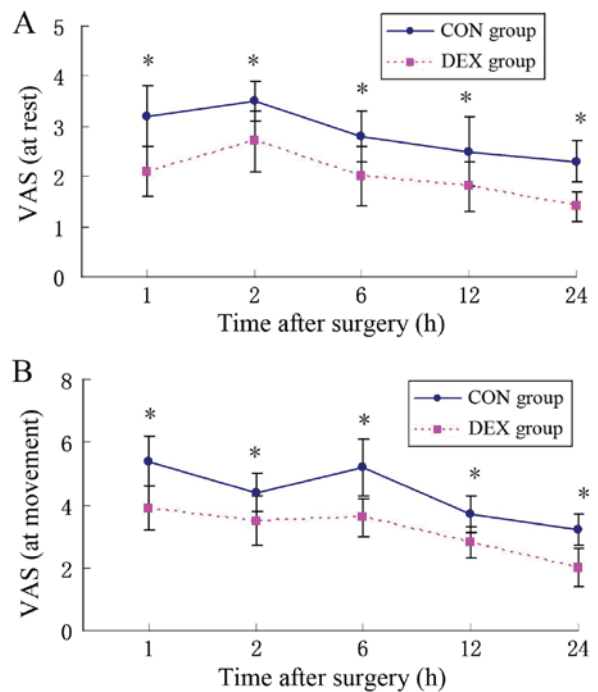 A
CON group
DEX group
VAS (at rest)
5
4
3
2
1
0
* * * * *
1 2 6 12 24
Time after surgery (h)
B
CON group
DEX group
VAS (at movement)
8
6
4
2
0
* * * * *
1 2 6 12 24
Time after surgery (h)